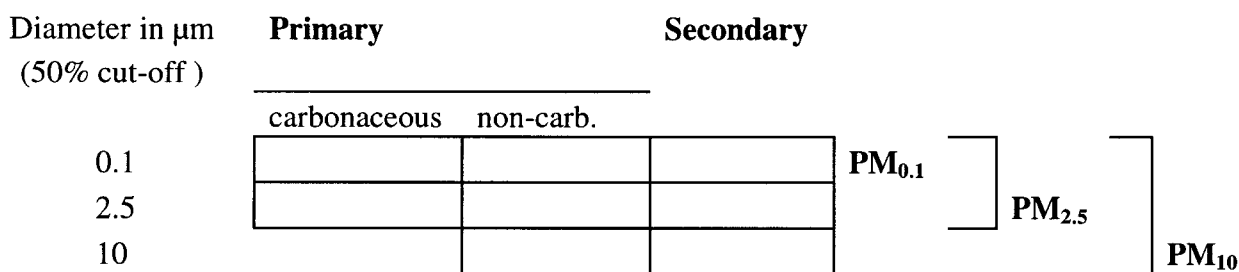 Diameter in µm Primary Secondary
(50% cut-off )
carbonaceous non-carb.
0.1 PM0.1
2.5 PM2.5
10 PM10